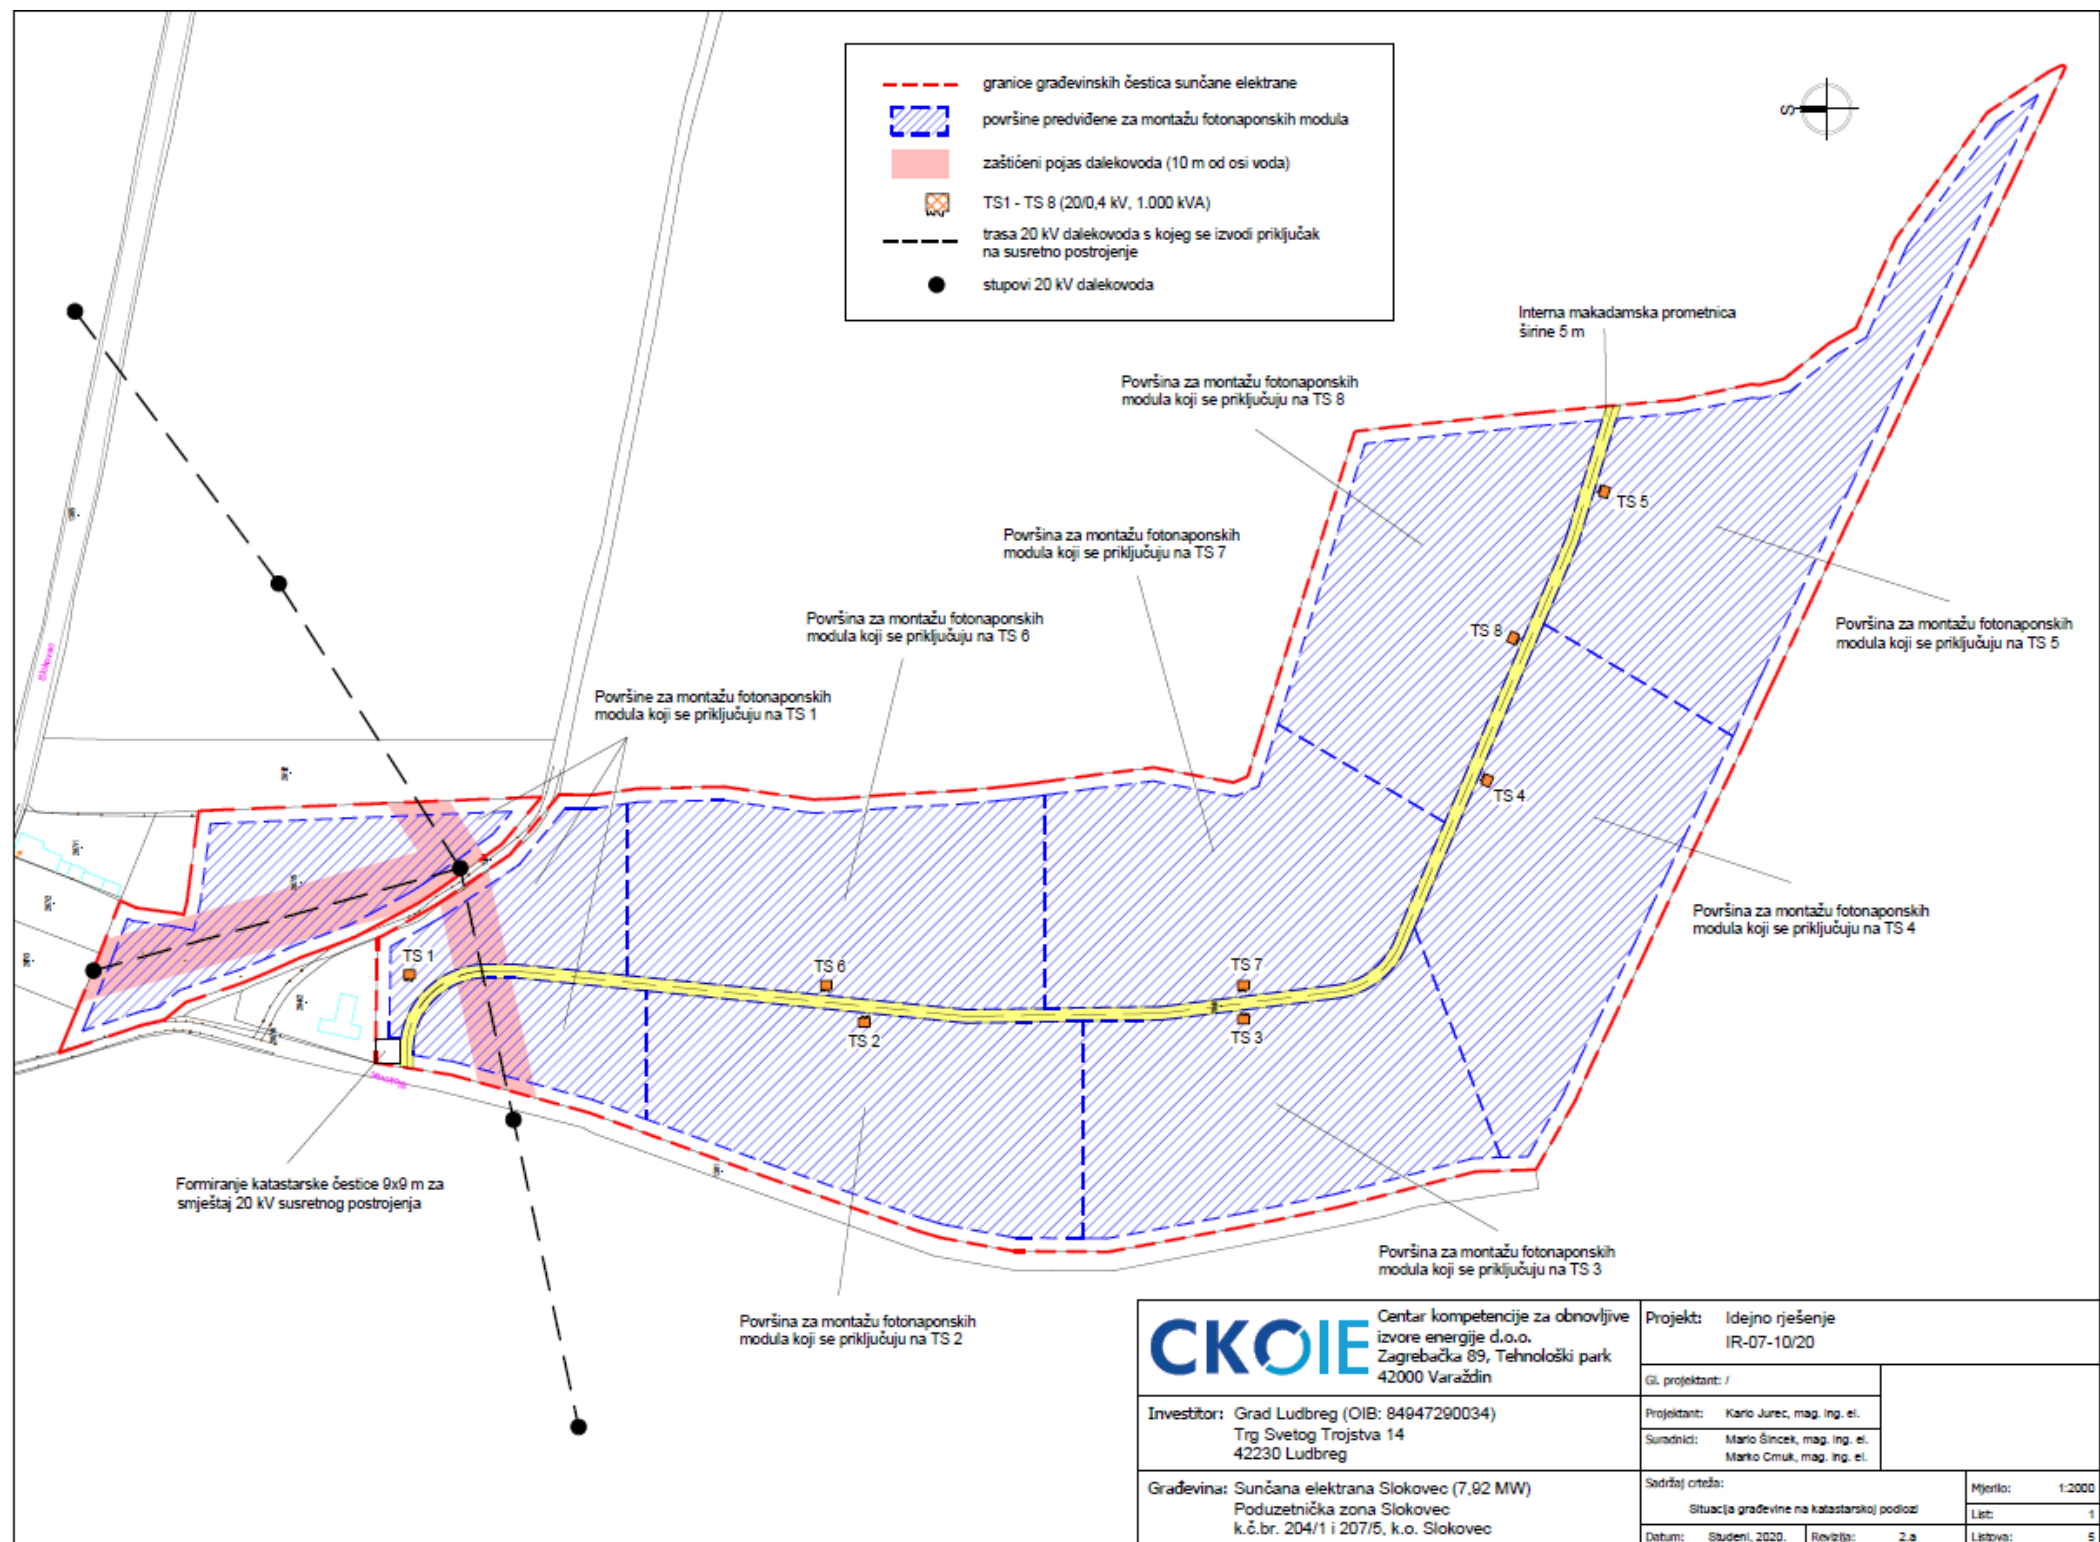 granice građevinskih čestica sunčane elektrane
površine predviđene za montažu fotonaponskih modula
zaštićeni pojas dalekovoda (10 m od osi voda)
TS1 - TS 8 (20/0,4 kV, 1.000 kVA)
trasa 20 kV dalekovoda s kojeg se izvodi priključak
na susretno postrojenje
stupovi 20 kV dalekovoda
S
Interna makadamska prometnica
širine 5 m
Površina za montažu fotonaponskih
modula koji se priključuju na TS 8
TS 5
Površina za montažu fotonaponskih
modula koji se priključuju na TS 7
Površina za montažu fotonaponskih
modula koji se priključuju na TS 6
TS 8
Površina za montažu fotonaponskih
modula koji se priključuju na TS 5
Slokovec
Površine za montažu fotonaponskih
modula koji se priključuju na TS 1
TS 4
Površina za montažu fotonaponskih
modula koji se priključuju na TS 4
TS 1
TS 6
TS 7
TS 2
TS 3
Formiranje katastarske čestice 9x9 m za
smještaj 20 kV susretnog postrojenja
Površina za montažu fotonaponskih
modula koji se priključuju na TS 3
Površina za montažu fotonaponskih
modula koji se priključuju na TS 2
CKOIE
Centar kompetencije za obnovljive
izvore energije d.o.o.
Zagrebačka 89, Tehnološki park
42000 Varaždin
Projekt: Idejno rješenje
IR-07-10/20
Gl. projektant: /
Projektant: Karlo Jurec, mag. ing. el.
Suradnici: Mario Šincek, mag. ing. el.
Marko Crnuk, mag. ing. el.
Investitor: Grad Ludbreg (OIB: 84947290034)
Trg Svetog Trojstva 14
42230 Ludbreg
Građevina: Sunčana elektrana Slokovec (7,92 MW)
Poduzetnička zona Slokovec
k.č.br. 204/1 i 207/5, k.o. Slokovec
Sadržaj crteža:
Situacija građevine na katastarskoj podlozi
Mjerilo: 1:2000
List: 1
Datum: Studeni, 2020. Revizija: 2.a
Listova: 5